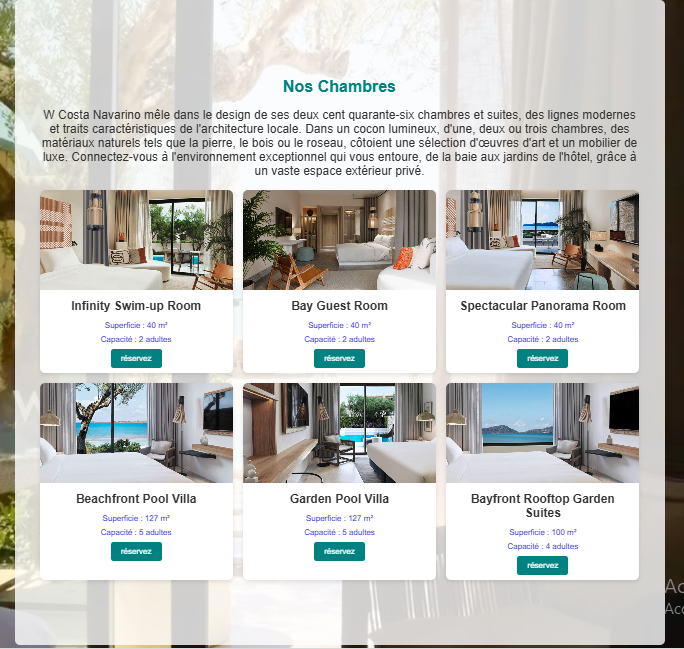 Nos Chambres
W Costa Navarino mêle dans le design de ses deux cent quarante-six chambres et suites, des lignes modernes
et traits caractéristiques de l'architecture locale. Dans un cocon lumineux, d'une, deux ou trois chambres, des
matériaux naturels tels que la pierre, le bois ou le roseau, côtoient une sélection d'œuvres d'art et un mobilier de
luxe. Connectez-vous à l'environnement exceptionnel qui vous entoure, de la baie aux jardins de l'hôtel, grâce à
un vaste espace extérieur privé.
Infinity Swim-up Room
Superficie : 40 m²
Capacité : 2 adultes
réservez
Bay Guest Room
Superficie : 40 m²
Capacité : 2 adultes
réservez
Spectacular Panorama Room
Superficie : 40 m²
Capacité : 2 adultes
réservez
Beachfront Pool Villa
Superficie : 127 m²
Capacité : 5 adultes
réservez
Garden Pool Villa
Superficie : 127 m²
Capacité : 5 adultes
réservez
Bayfront Rooftop Garden
Suites
Superficie : 100 m²
Capacité : 4 adultes
réservez